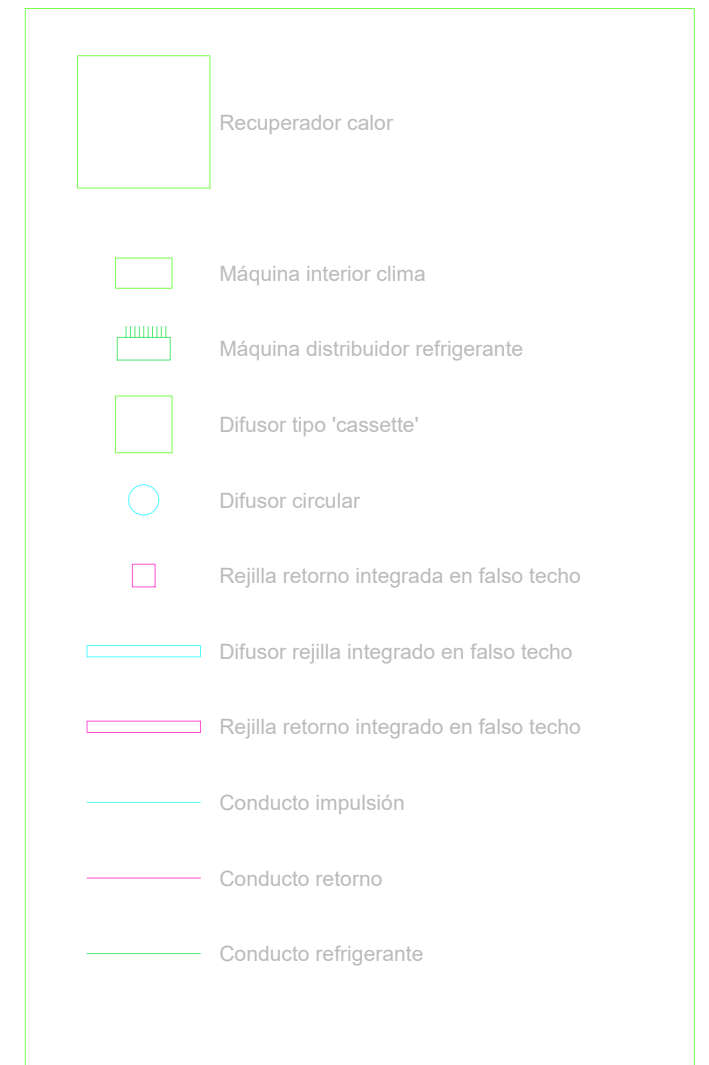 Recuperador calor
Máquina interior clima
Máquina distribuidor refrigerante
Difusor tipo 'cassette'
Difusor circular
Rejilla retorno integrada en falso techo
Difusor rejilla integrado en falso techo
Rejilla retorno integrado en falso techo
Conducto impulsión
Conducto retorno
Conducto refrigerante